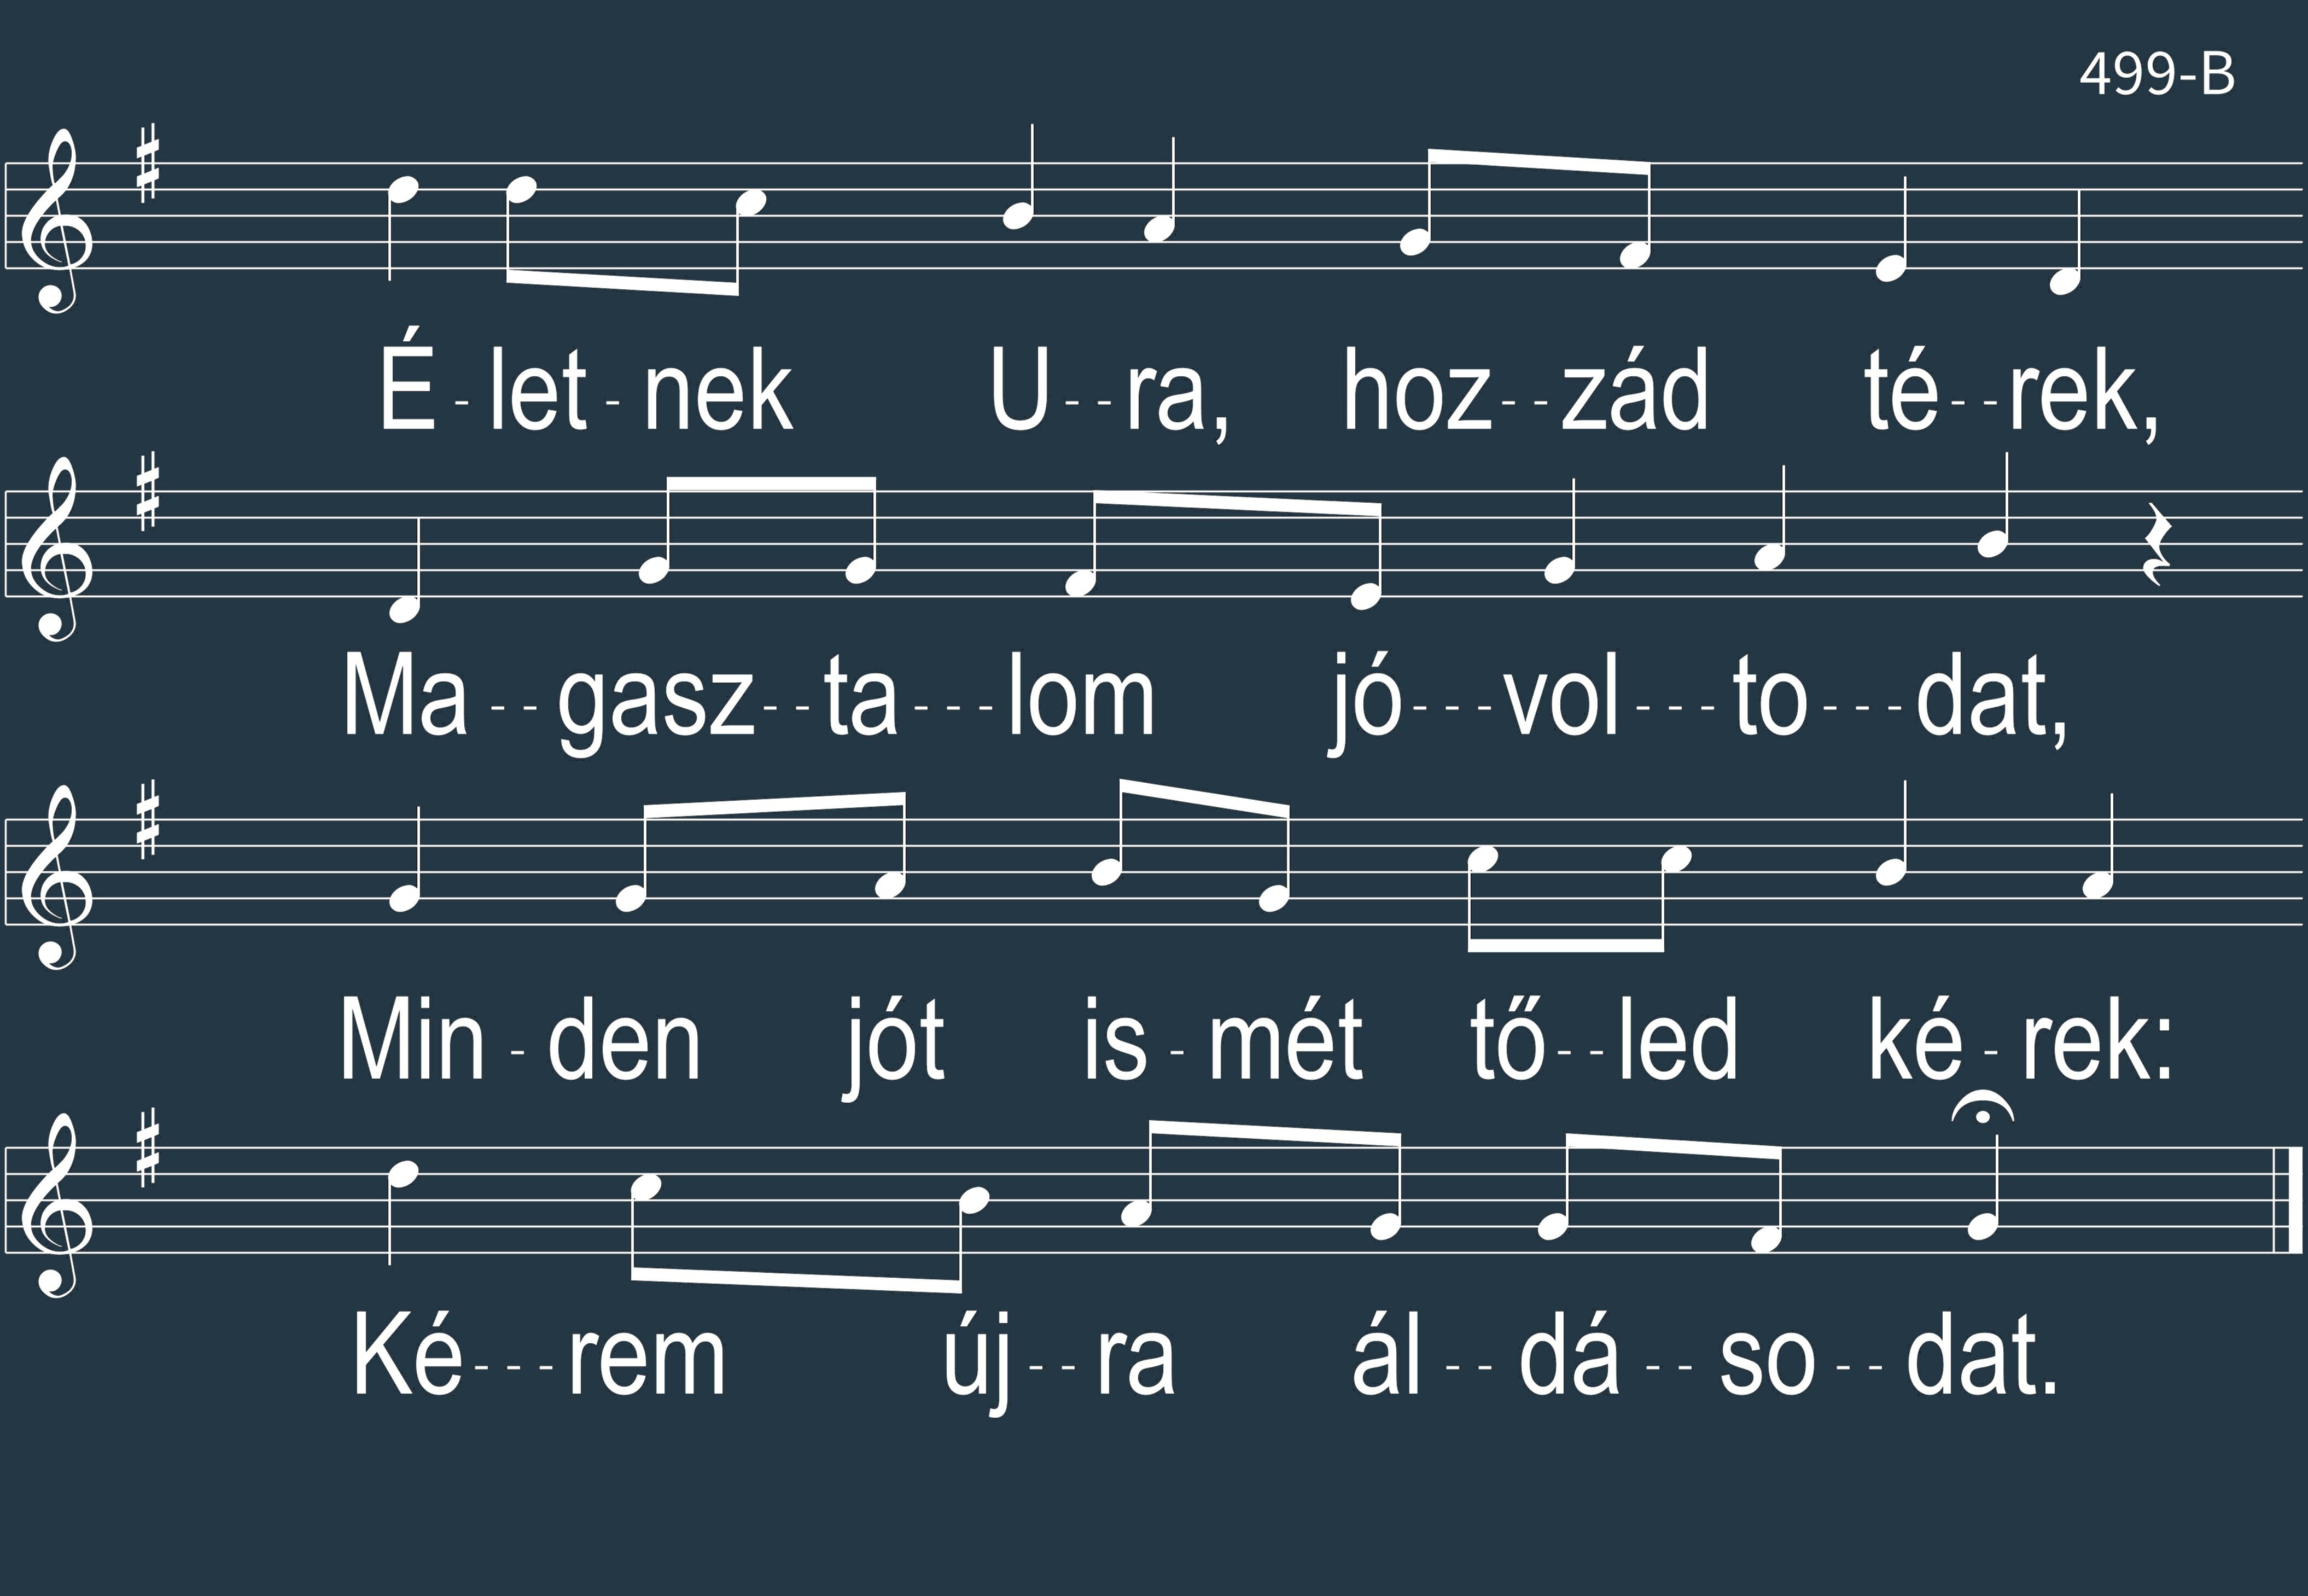 499-B
É-let-nek U--ra, hoz--zád té--rek,
Ma--gasz--ta---lom jó---vol---to---dat,
Min-den jót is-mét tő--led ké-rek:
Ké---rem új--ra ál--dá--so--dat.